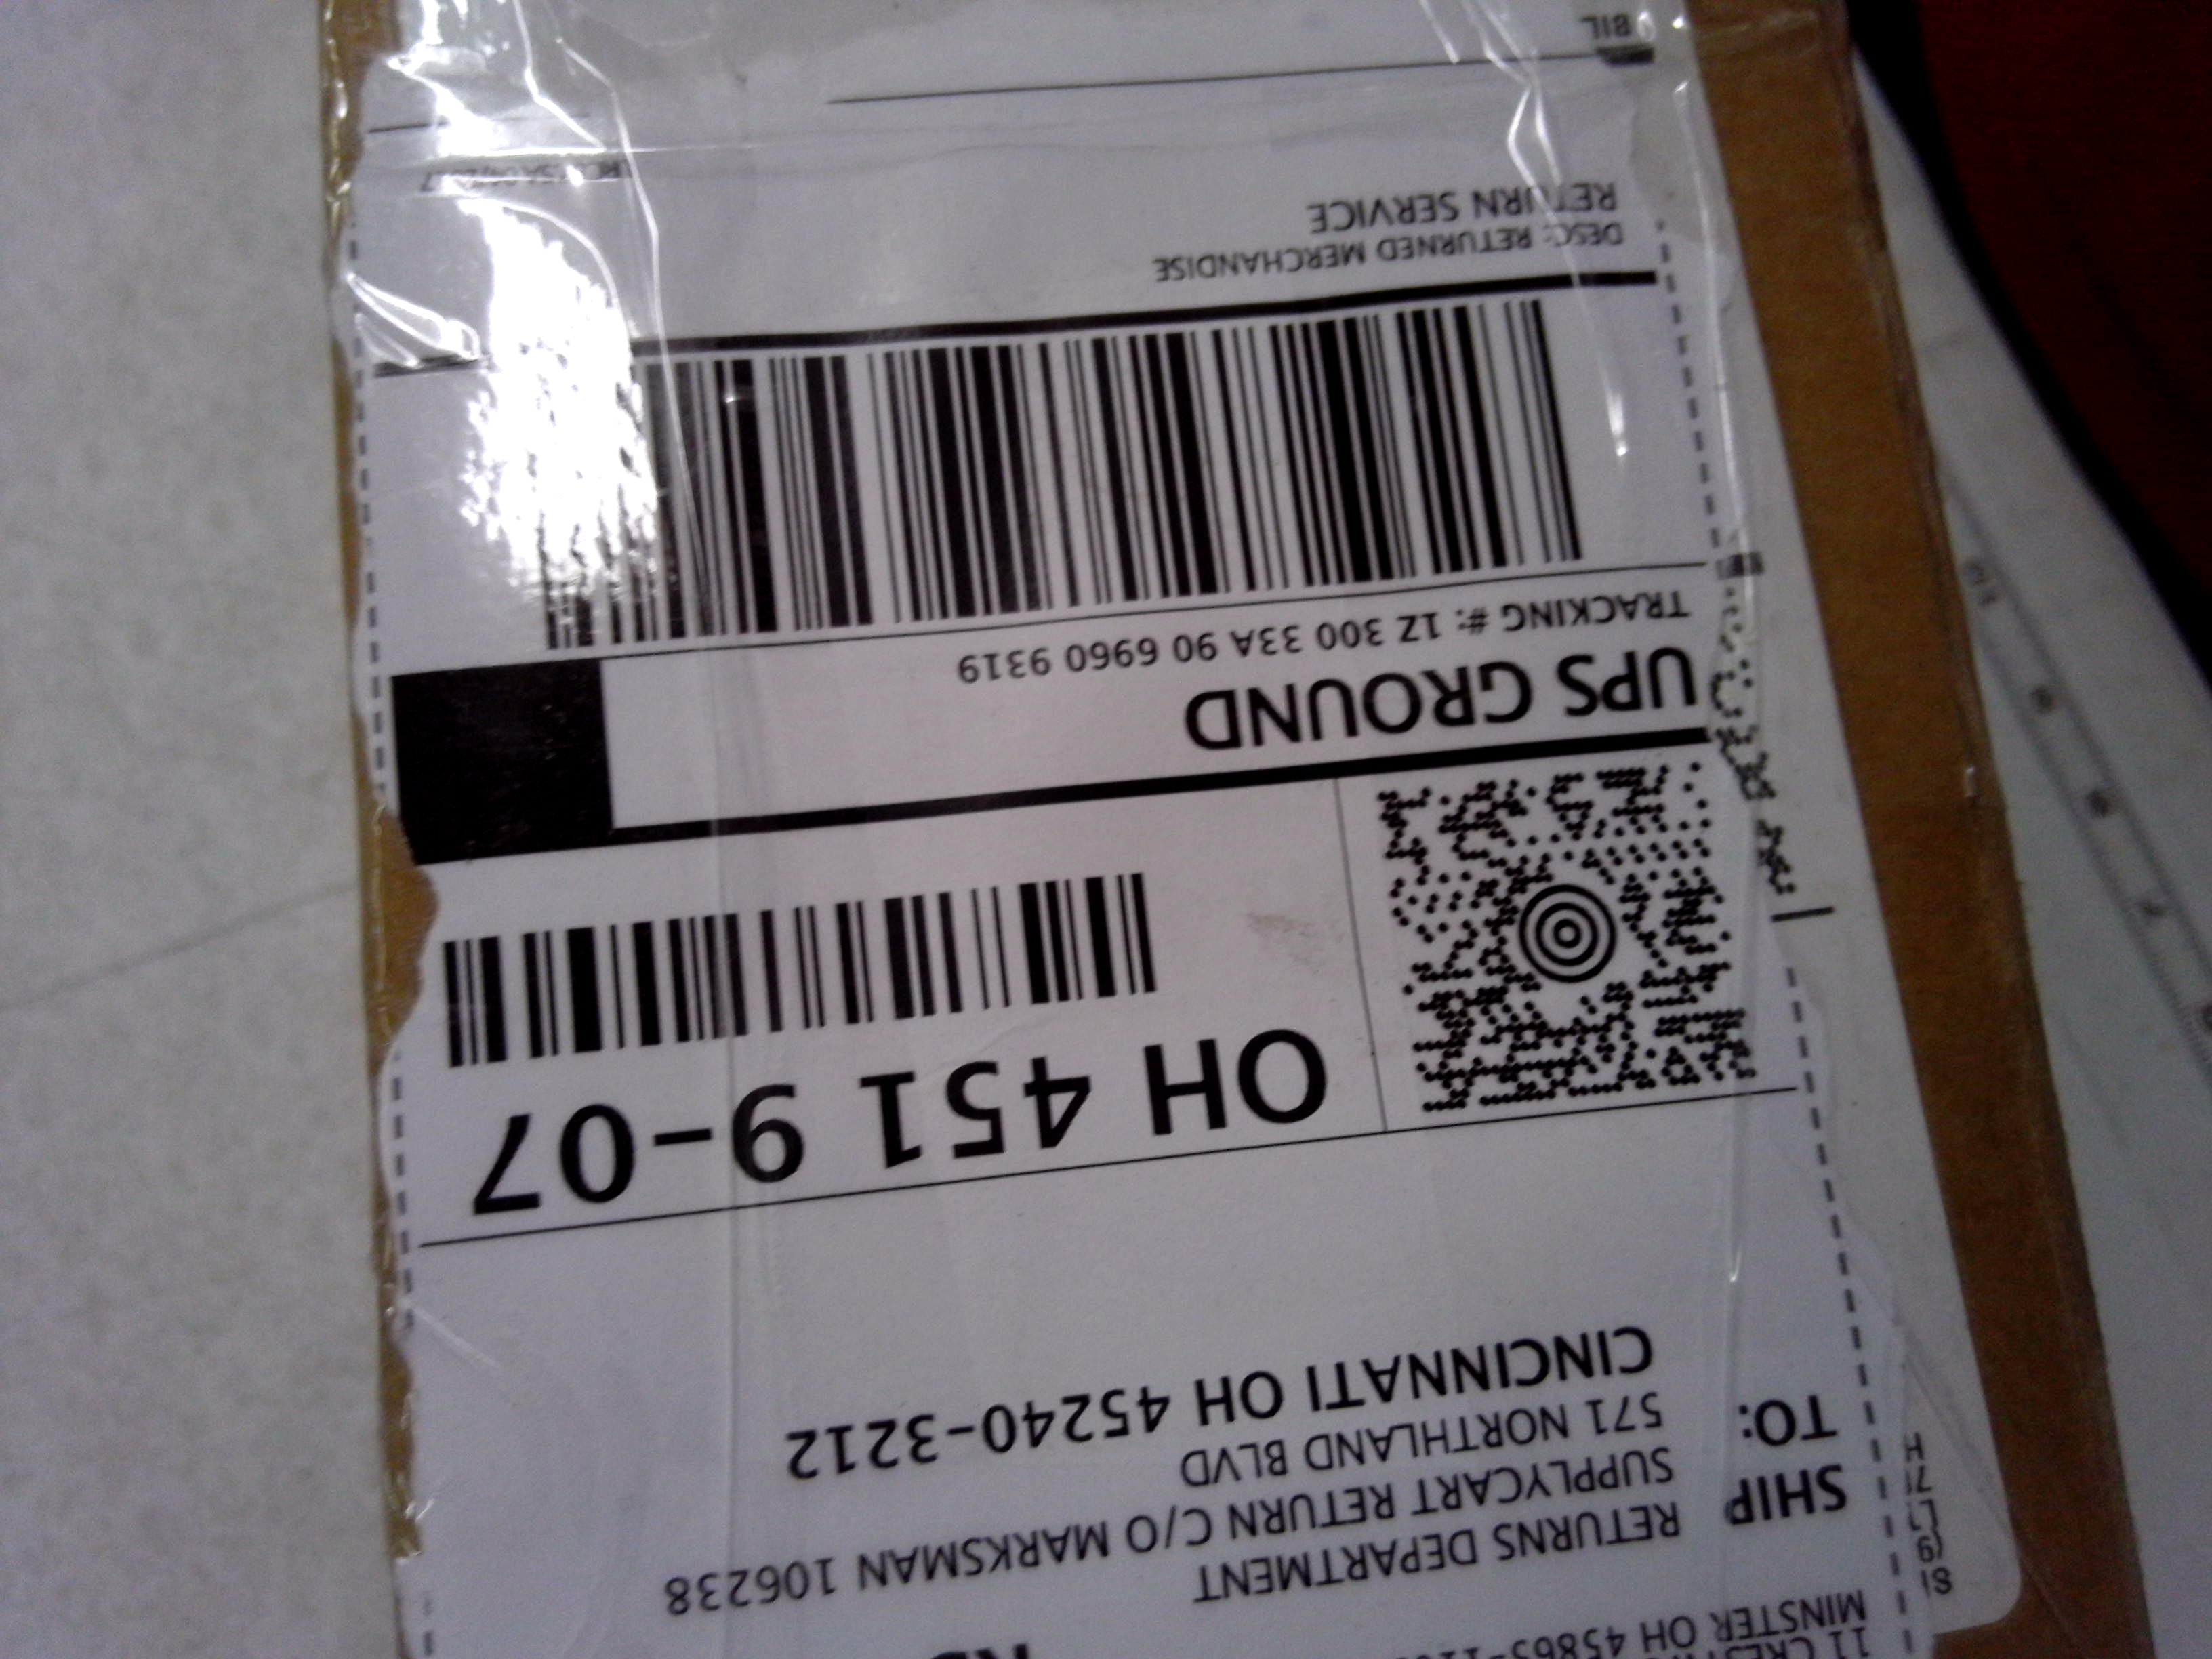 MINSTER OH
RETURNS DEPARTMENT
SHIP
SUPPLYCART RETURN C/O MARKSMAN 106238
TO:
571 NORTHLAND BLVD
CINCINNATI OH 45240-3212
OH 451 9-07
UPS GROUND
TRACKING #: 1Z 300 33A 90 6960 9319
DESC: RETURNED MERCHANDISE
RETURN SERVICE